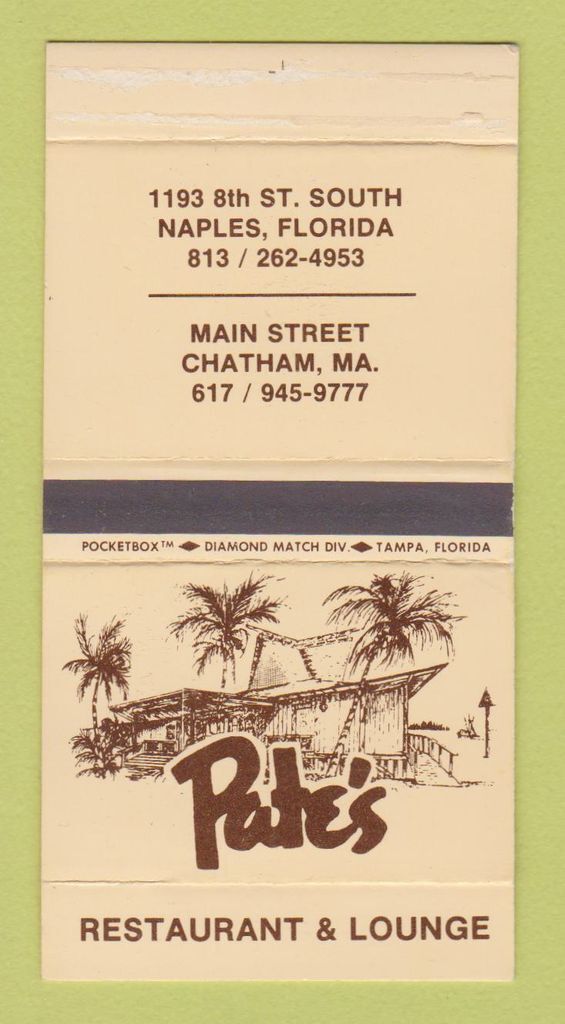 1193 8th ST. SOUTH
NAPLES, FLORIDA
813 / 262-4953
MAIN STREET
CHATHAM, MA.
617 / 945-9777
POCKETBOX™ ◆ DIAMOND MATCH DIV. ◆ TAMPA, FLORIDA
Pate's
RESTAURANT & LOUNGE